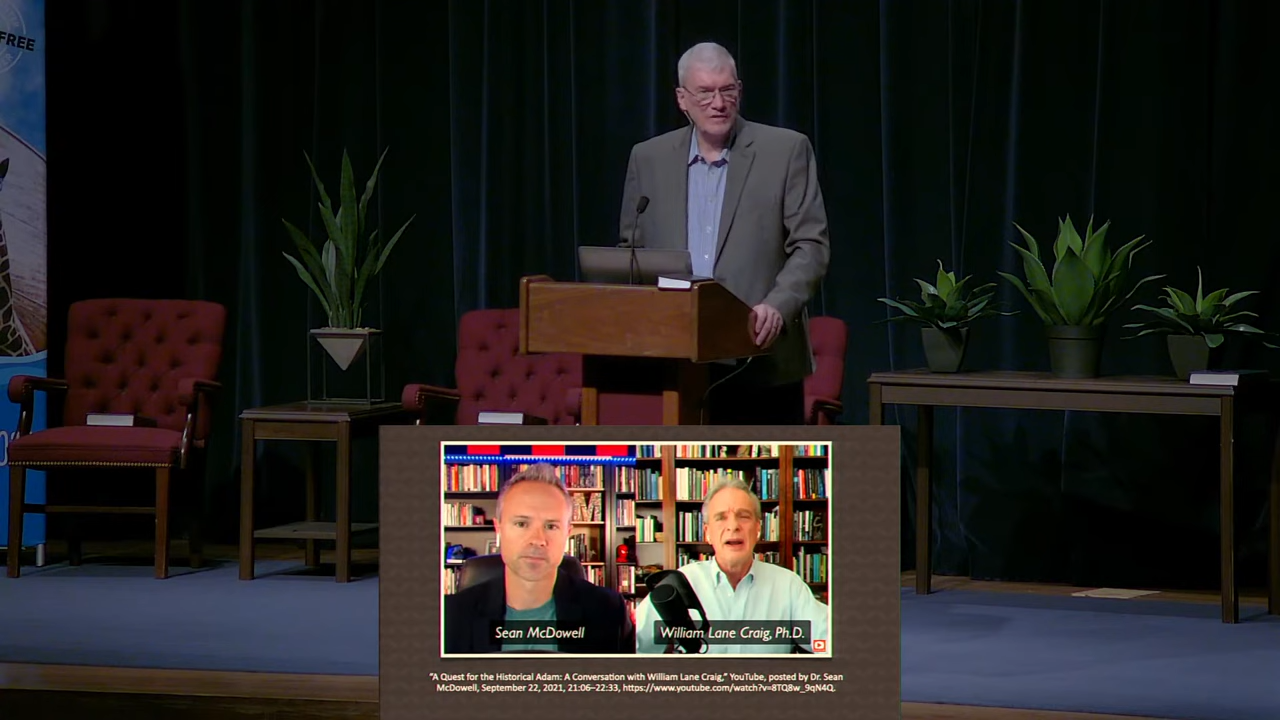 FREE
Sean McDowell
William Lane Craig, Ph.D.
"A Quest for the Historical Adam: A Conversation with William Lane Craig," YouTube, posted by Dr. Sean
McDowell, September 22, 2021, 21:06–22:33, https://www.youtube.com/watch?v=8TQ8w_9qN4Q.